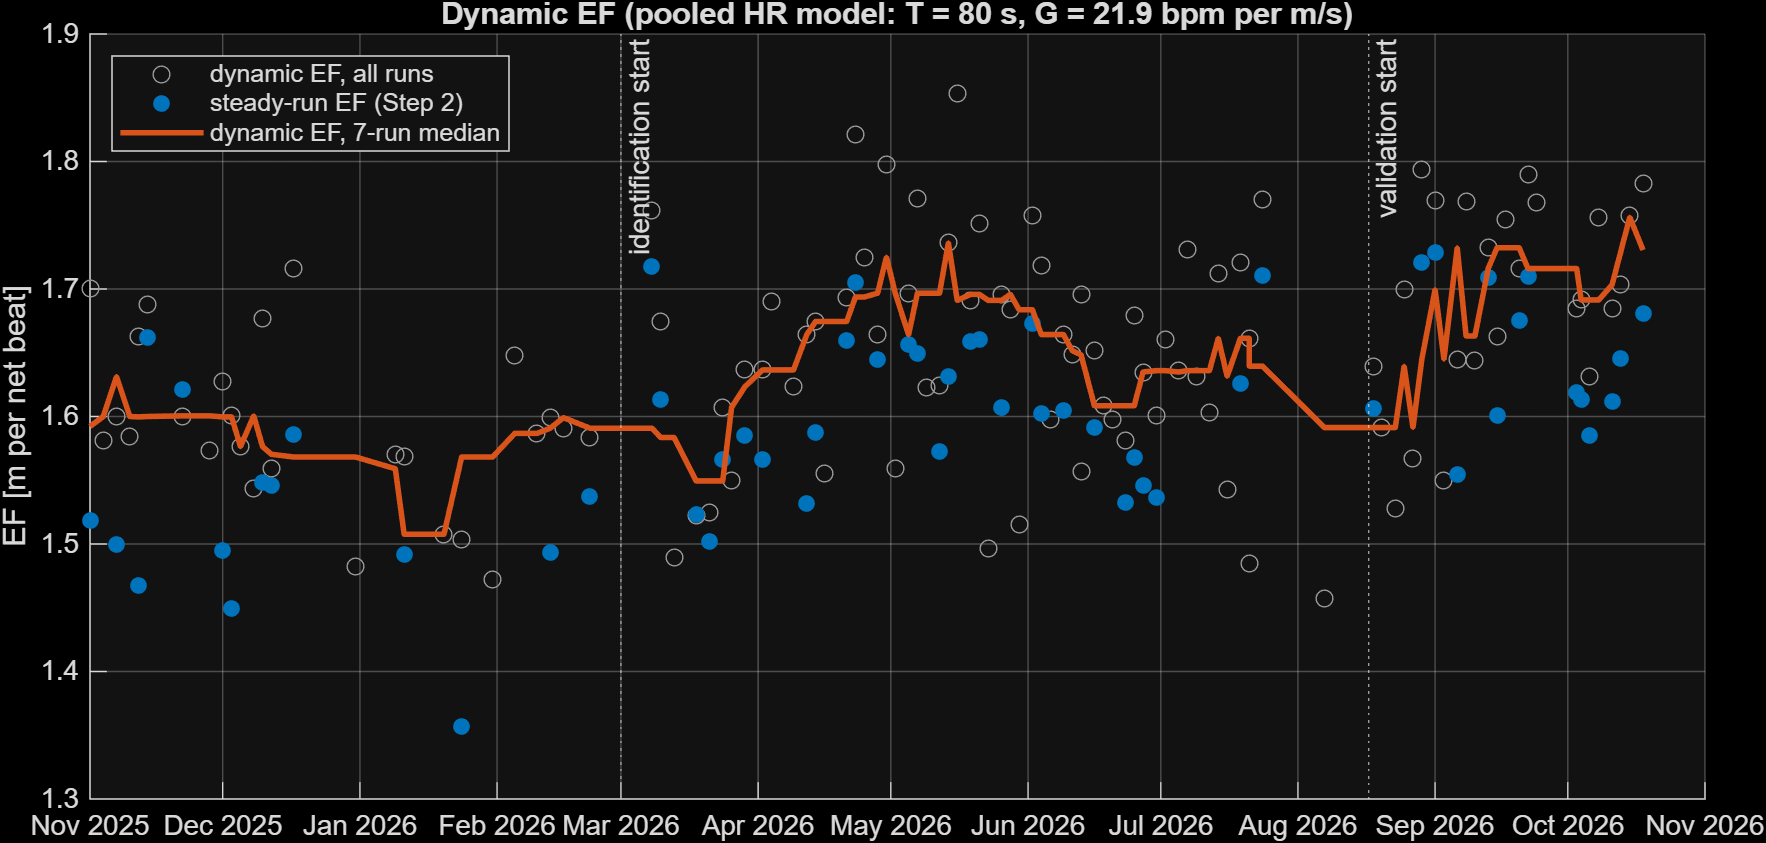 Dynamic EF (pooled HR model: T = 80 s, G = 21.9 bpm per m/s)
dynamic EF, all runs
steady-run EF (Step 2)
dynamic EF, 7-run median
identification start
validation start
EF [m per net beat]
1.9
1.8
1.7
1.6
1.5
1.4
1.3
Nov 2025 Dec 2025 Jan 2026 Feb 2026 Mar 2026 Apr 2026 May 2026 Jun 2026 Jul 2026 Aug 2026 Sep 2026 Oct 2026 Nov 2026